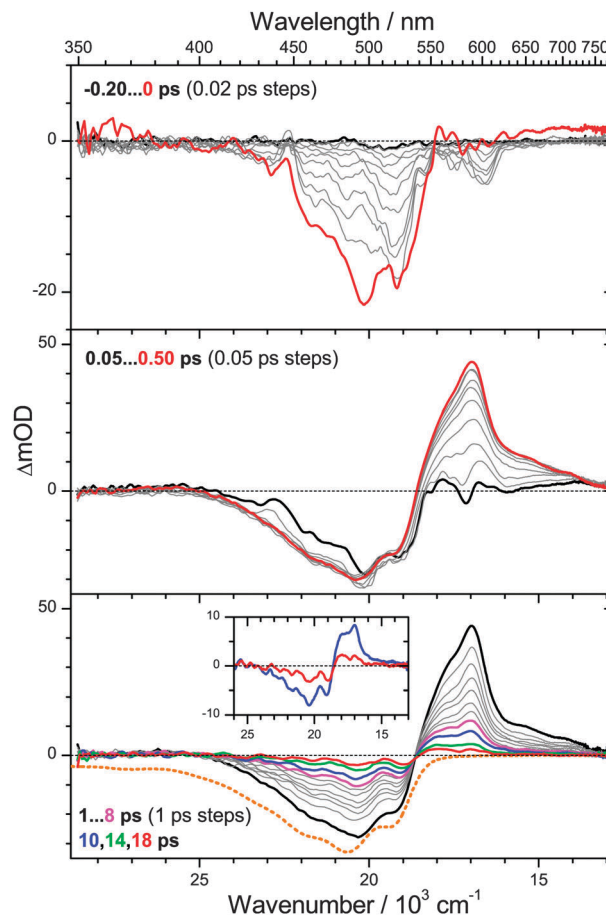 Wavelength / nm
350 400 450 500 550 600 650 700 750
-0.20...0 ps (0.02 ps steps)
0
-20
50
0.05...0.50 ps (0.05 ps steps)
ΔmOD
0
50
10
0
-10
25 20 15
0
1...8 ps (1 ps steps)
10,14,18 ps
25 20 15
Wavenumber / 10³ cm⁻¹